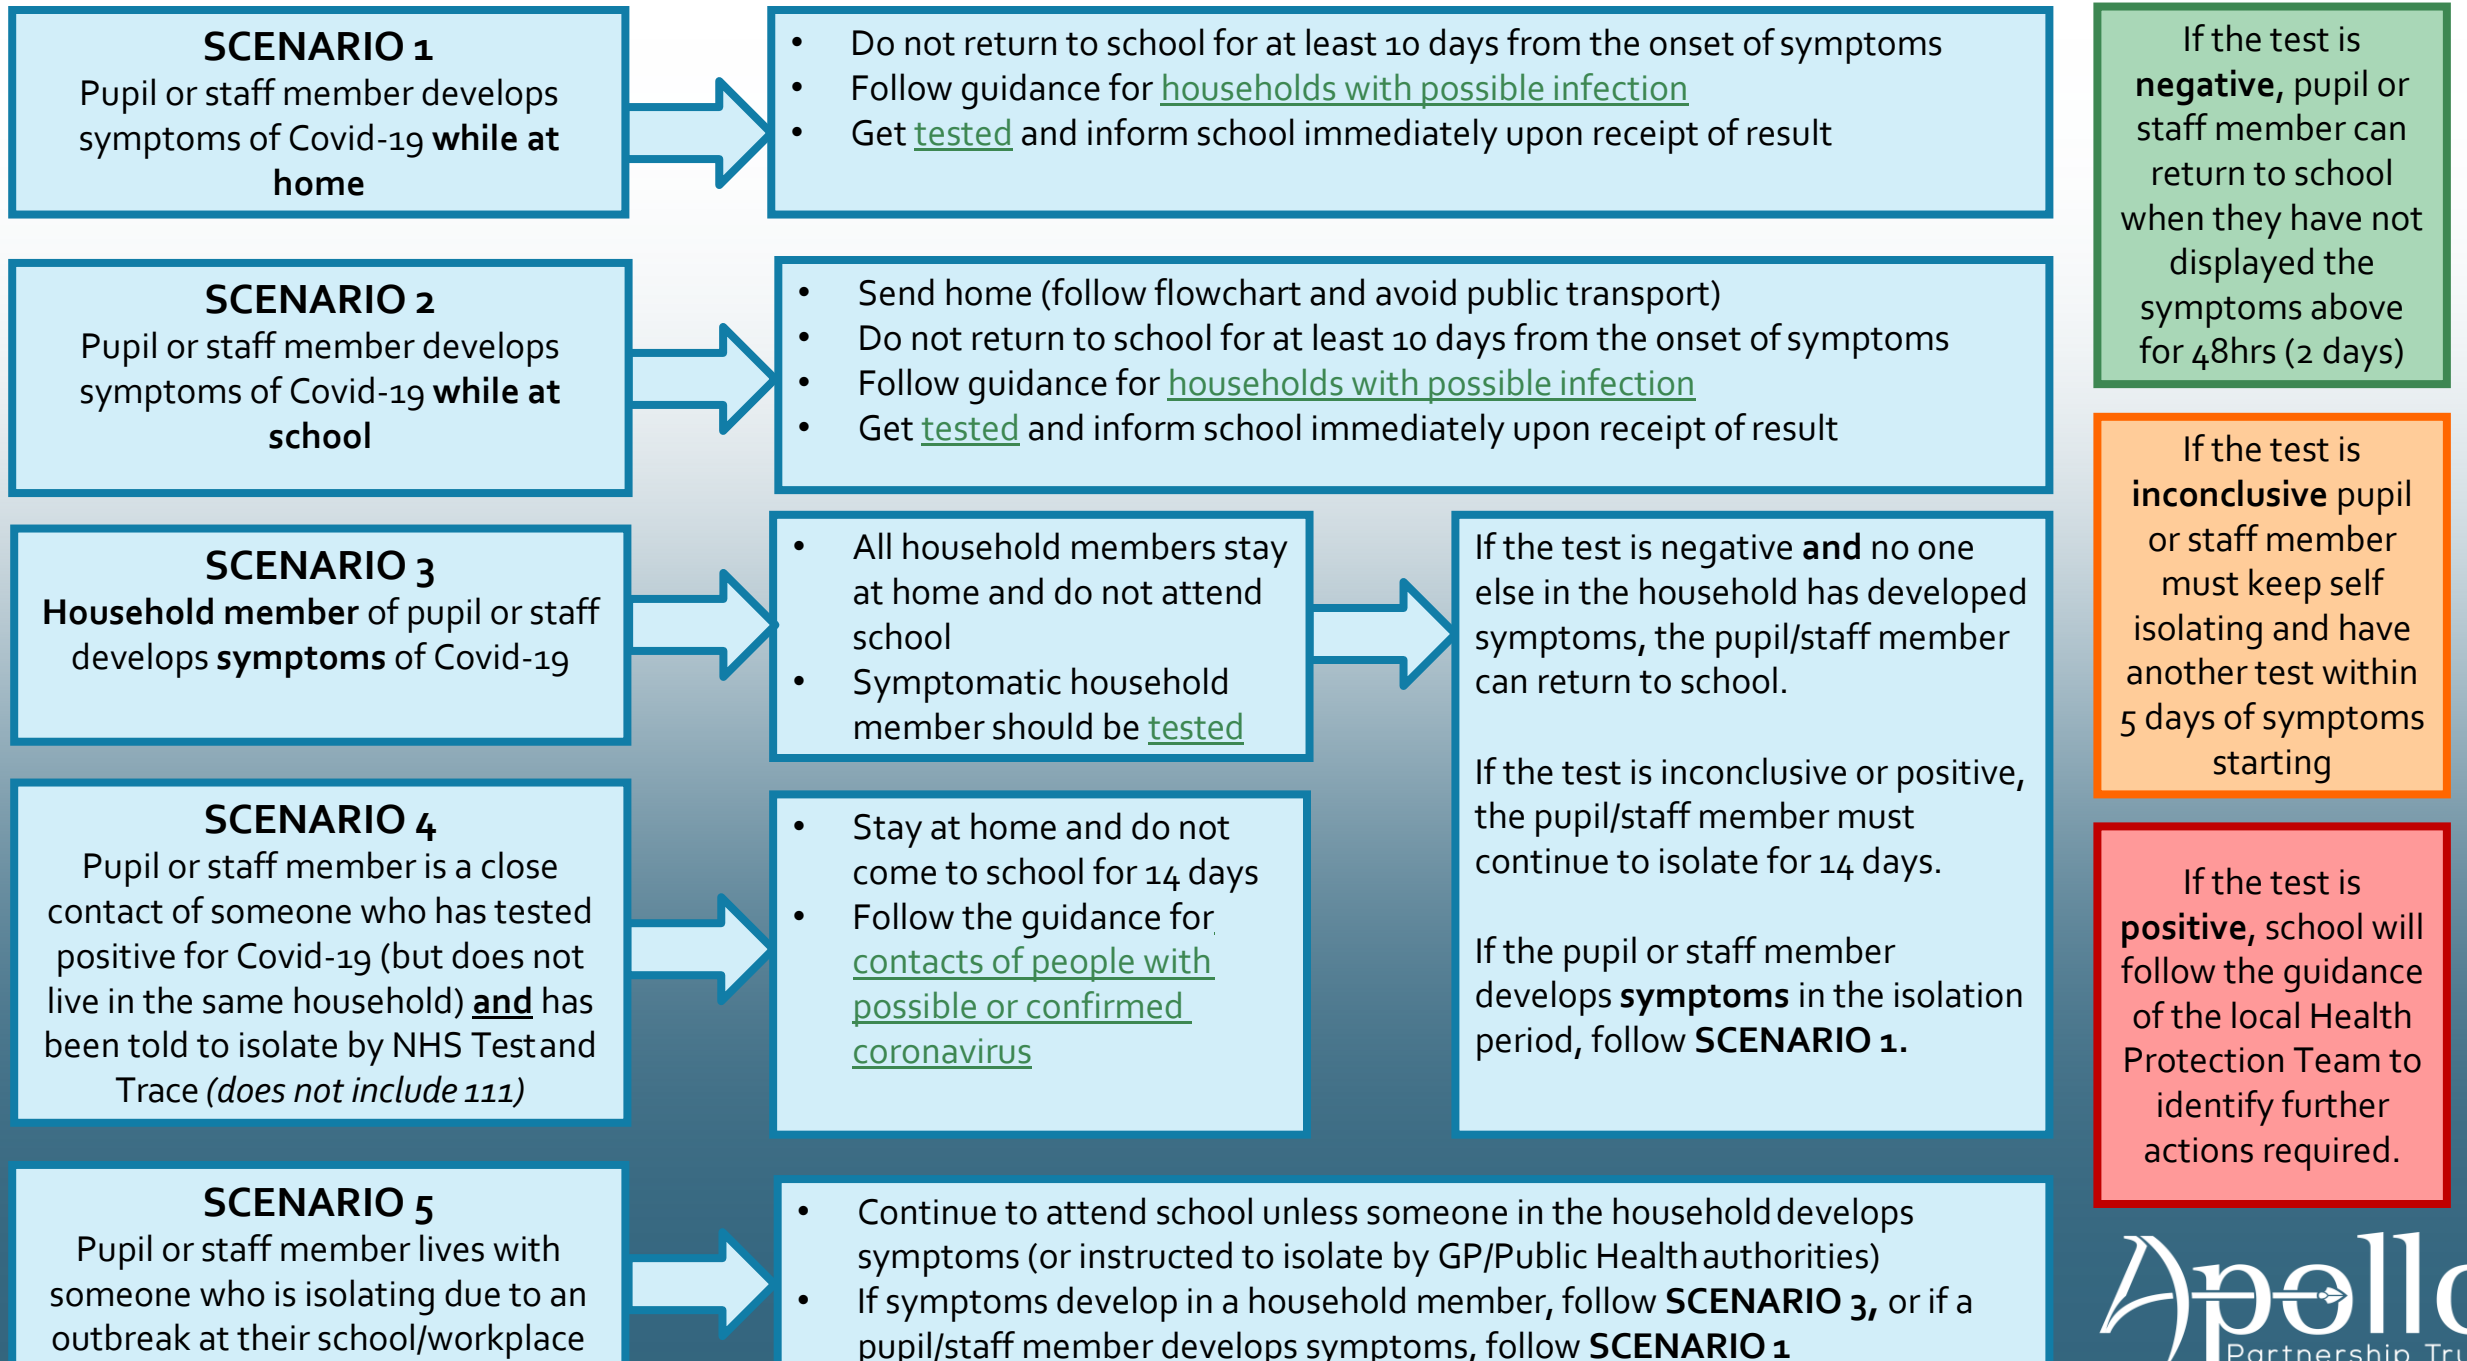 SCENARIO 1
Pupil or staff member develops
symptoms of Covid-19 while at
home
• Do not return to school for at least 10 days from the onset of symptoms
• Follow guidance for households with possible infection
• Get tested and inform school immediately upon receipt of result
SCENARIO 2
Pupil or staff member develops
symptoms of Covid-19 while at
school
• Send home (follow flowchart and avoid public transport)
• Do not return to school for at least 10 days from the onset of symptoms
• Follow guidance for households with possible infection
• Get tested and inform school immediately upon receipt of result
SCENARIO 3
Household member of pupil or staff
develops symptoms of Covid-19
• All household members stay
at home and do not attend
school
• Symptomatic household
member should be tested
SCENARIO 4
Pupil or staff member is a close
contact of someone who has tested
positive for Covid-19 (but does not
live in the same household) and has
been told to isolate by NHS Test and
Trace (does not include 111)
• Stay at home and do not
come to school for 14 days
• Follow the guidance for
contacts of people with
possible or confirmed
coronavirus
If the test is negative and no one
else in the household has developed
symptoms, the pupil/staff member
can return to school.
If the test is inconclusive or positive,
the pupil/staff member must
continue to isolate for 14 days.
If the pupil or staff member
develops symptoms in the isolation
period, follow SCENARIO 1.
SCENARIO 5
Pupil or staff member lives with
someone who is isolating due to an
outbreak at their school/workplace
• Continue to attend school unless someone in the household develops
symptoms (or instructed to isolate by GP/Public Health authorities)
• If symptoms develop in a household member, follow SCENARIO 3, or if a
pupil/staff member develops symptoms, follow SCENARIO 1
If the test is
negative, pupil or
staff member can
return to school
when they have not
displayed the
symptoms above
for 48hrs (2 days)
If the test is
inconclusive pupil
or staff member
must keep self
isolating and have
another test within
5 days of symptoms
starting
If the test is
positive, school will
follow the guidance
of the local Health
Protection Team to
identify further
actions required.
Apollo
Partnership Tru